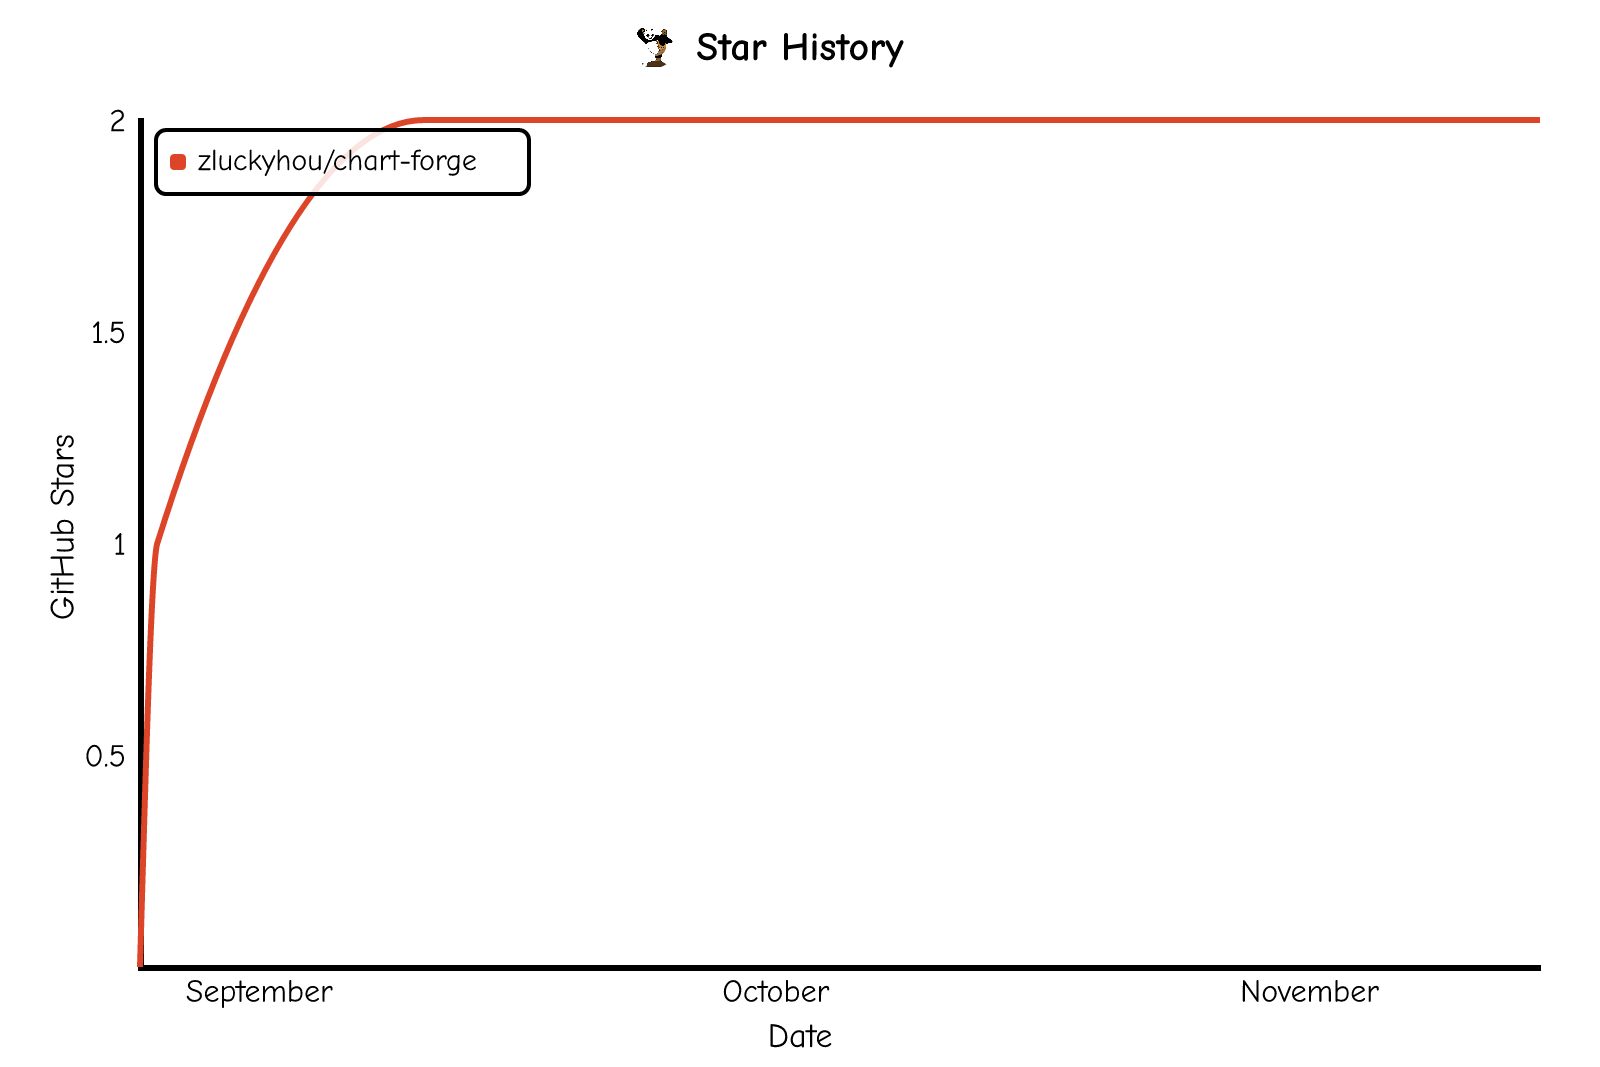 Star History
2
zluckyhou/chart-forge
1.5
1
0.5
GitHub Stars
September October November
Date